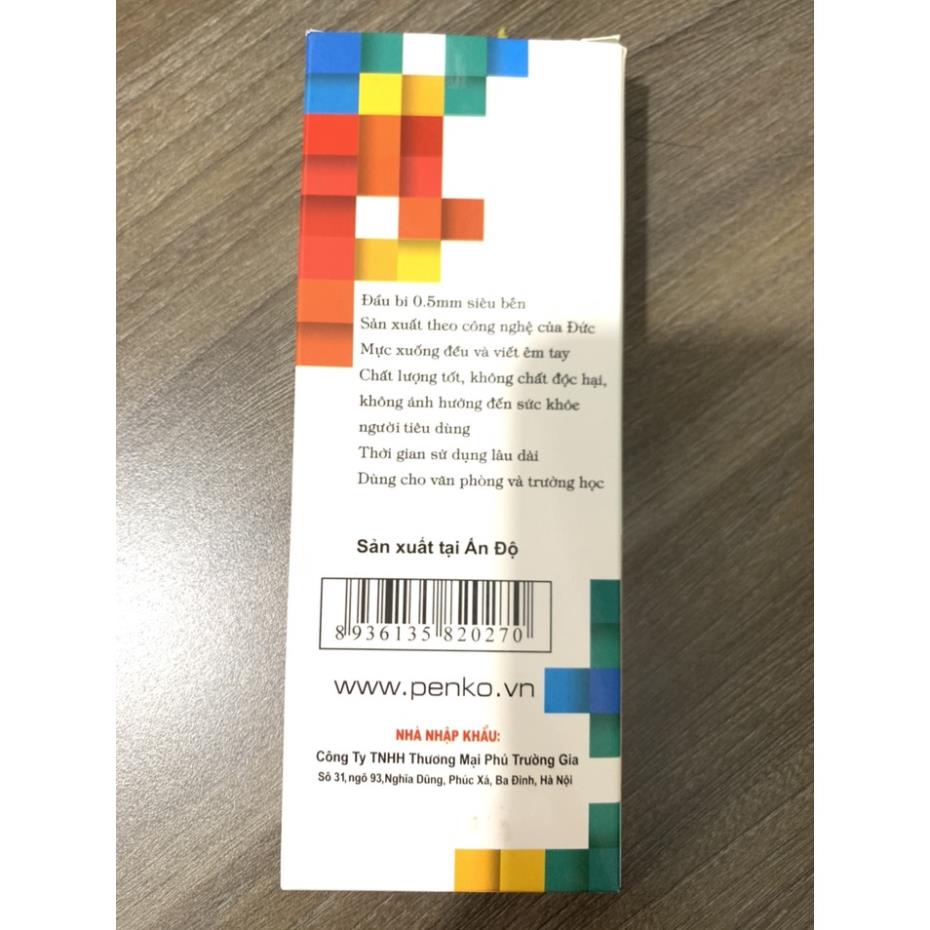 Đầu bi 0.5mm siêu bền
Sản xuất theo công nghệ của Đức
Mực xuống đều và viết êm tay
Chất lượng tốt, không chất độc hại,
không ảnh hưởng đến sức khỏe
người tiêu dùng
Thời gian sử dụng lâu dài
Dùng cho văn phòng và trường học
Sản xuất tại Ấn Độ
8936135820270
www.penko.vn
NHÀ NHẬP KHẨU:
Công Ty TNHH Thương Mại Phú Trường Gia
Số 31, ngõ 93,Nghĩa Dũng, Phúc Xá, Ba Đình, Hà Nội